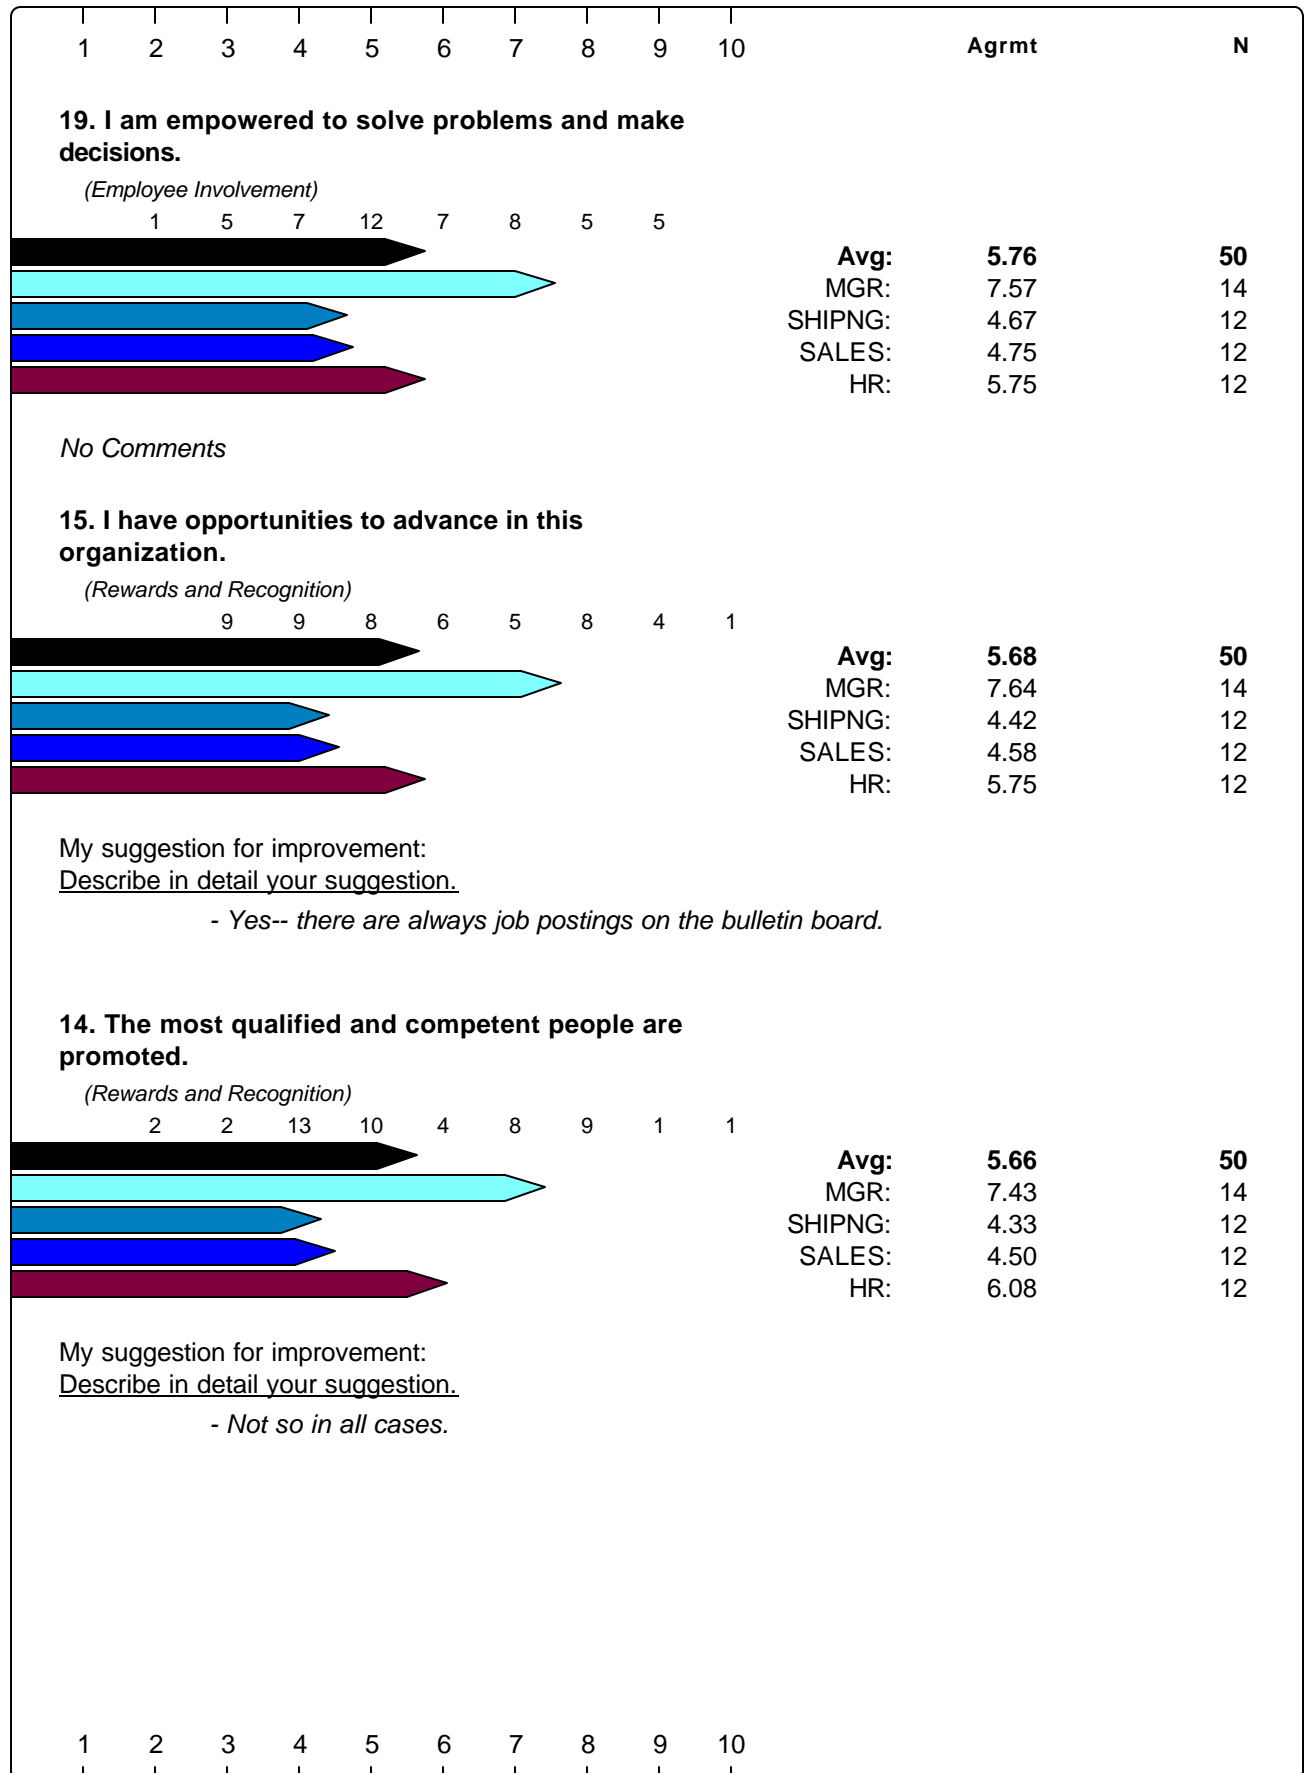 1 2 3 4 5 6 7 8 9 10 Agrmt N
19. I am empowered to solve problems and make
decisions.
(Employee Involvement)
1 5 7 12 7 8 5 5
Avg: 5.76 50
MGR: 7.57 14
SHIPNG: 4.67 12
SALES: 4.75 12
HR: 5.75 12
No Comments
15. I have opportunities to advance in this
organization.
(Rewards and Recognition)
9 9 8 6 5 8 4 1
Avg: 5.68 50
MGR: 7.64 14
SHIPNG: 4.42 12
SALES: 4.58 12
HR: 5.75 12
My suggestion for improvement:
Describe in detail your suggestion.
- Yes-- there are always job postings on the bulletin board.
14. The most qualified and competent people are
promoted.
(Rewards and Recognition)
2 2 13 10 4 8 9 1 1
Avg: 5.66 50
MGR: 7.43 14
SHIPNG: 4.33 12
SALES: 4.50 12
HR: 6.08 12
My suggestion for improvement:
Describe in detail your suggestion.
- Not so in all cases.
1 2 3 4 5 6 7 8 9 10